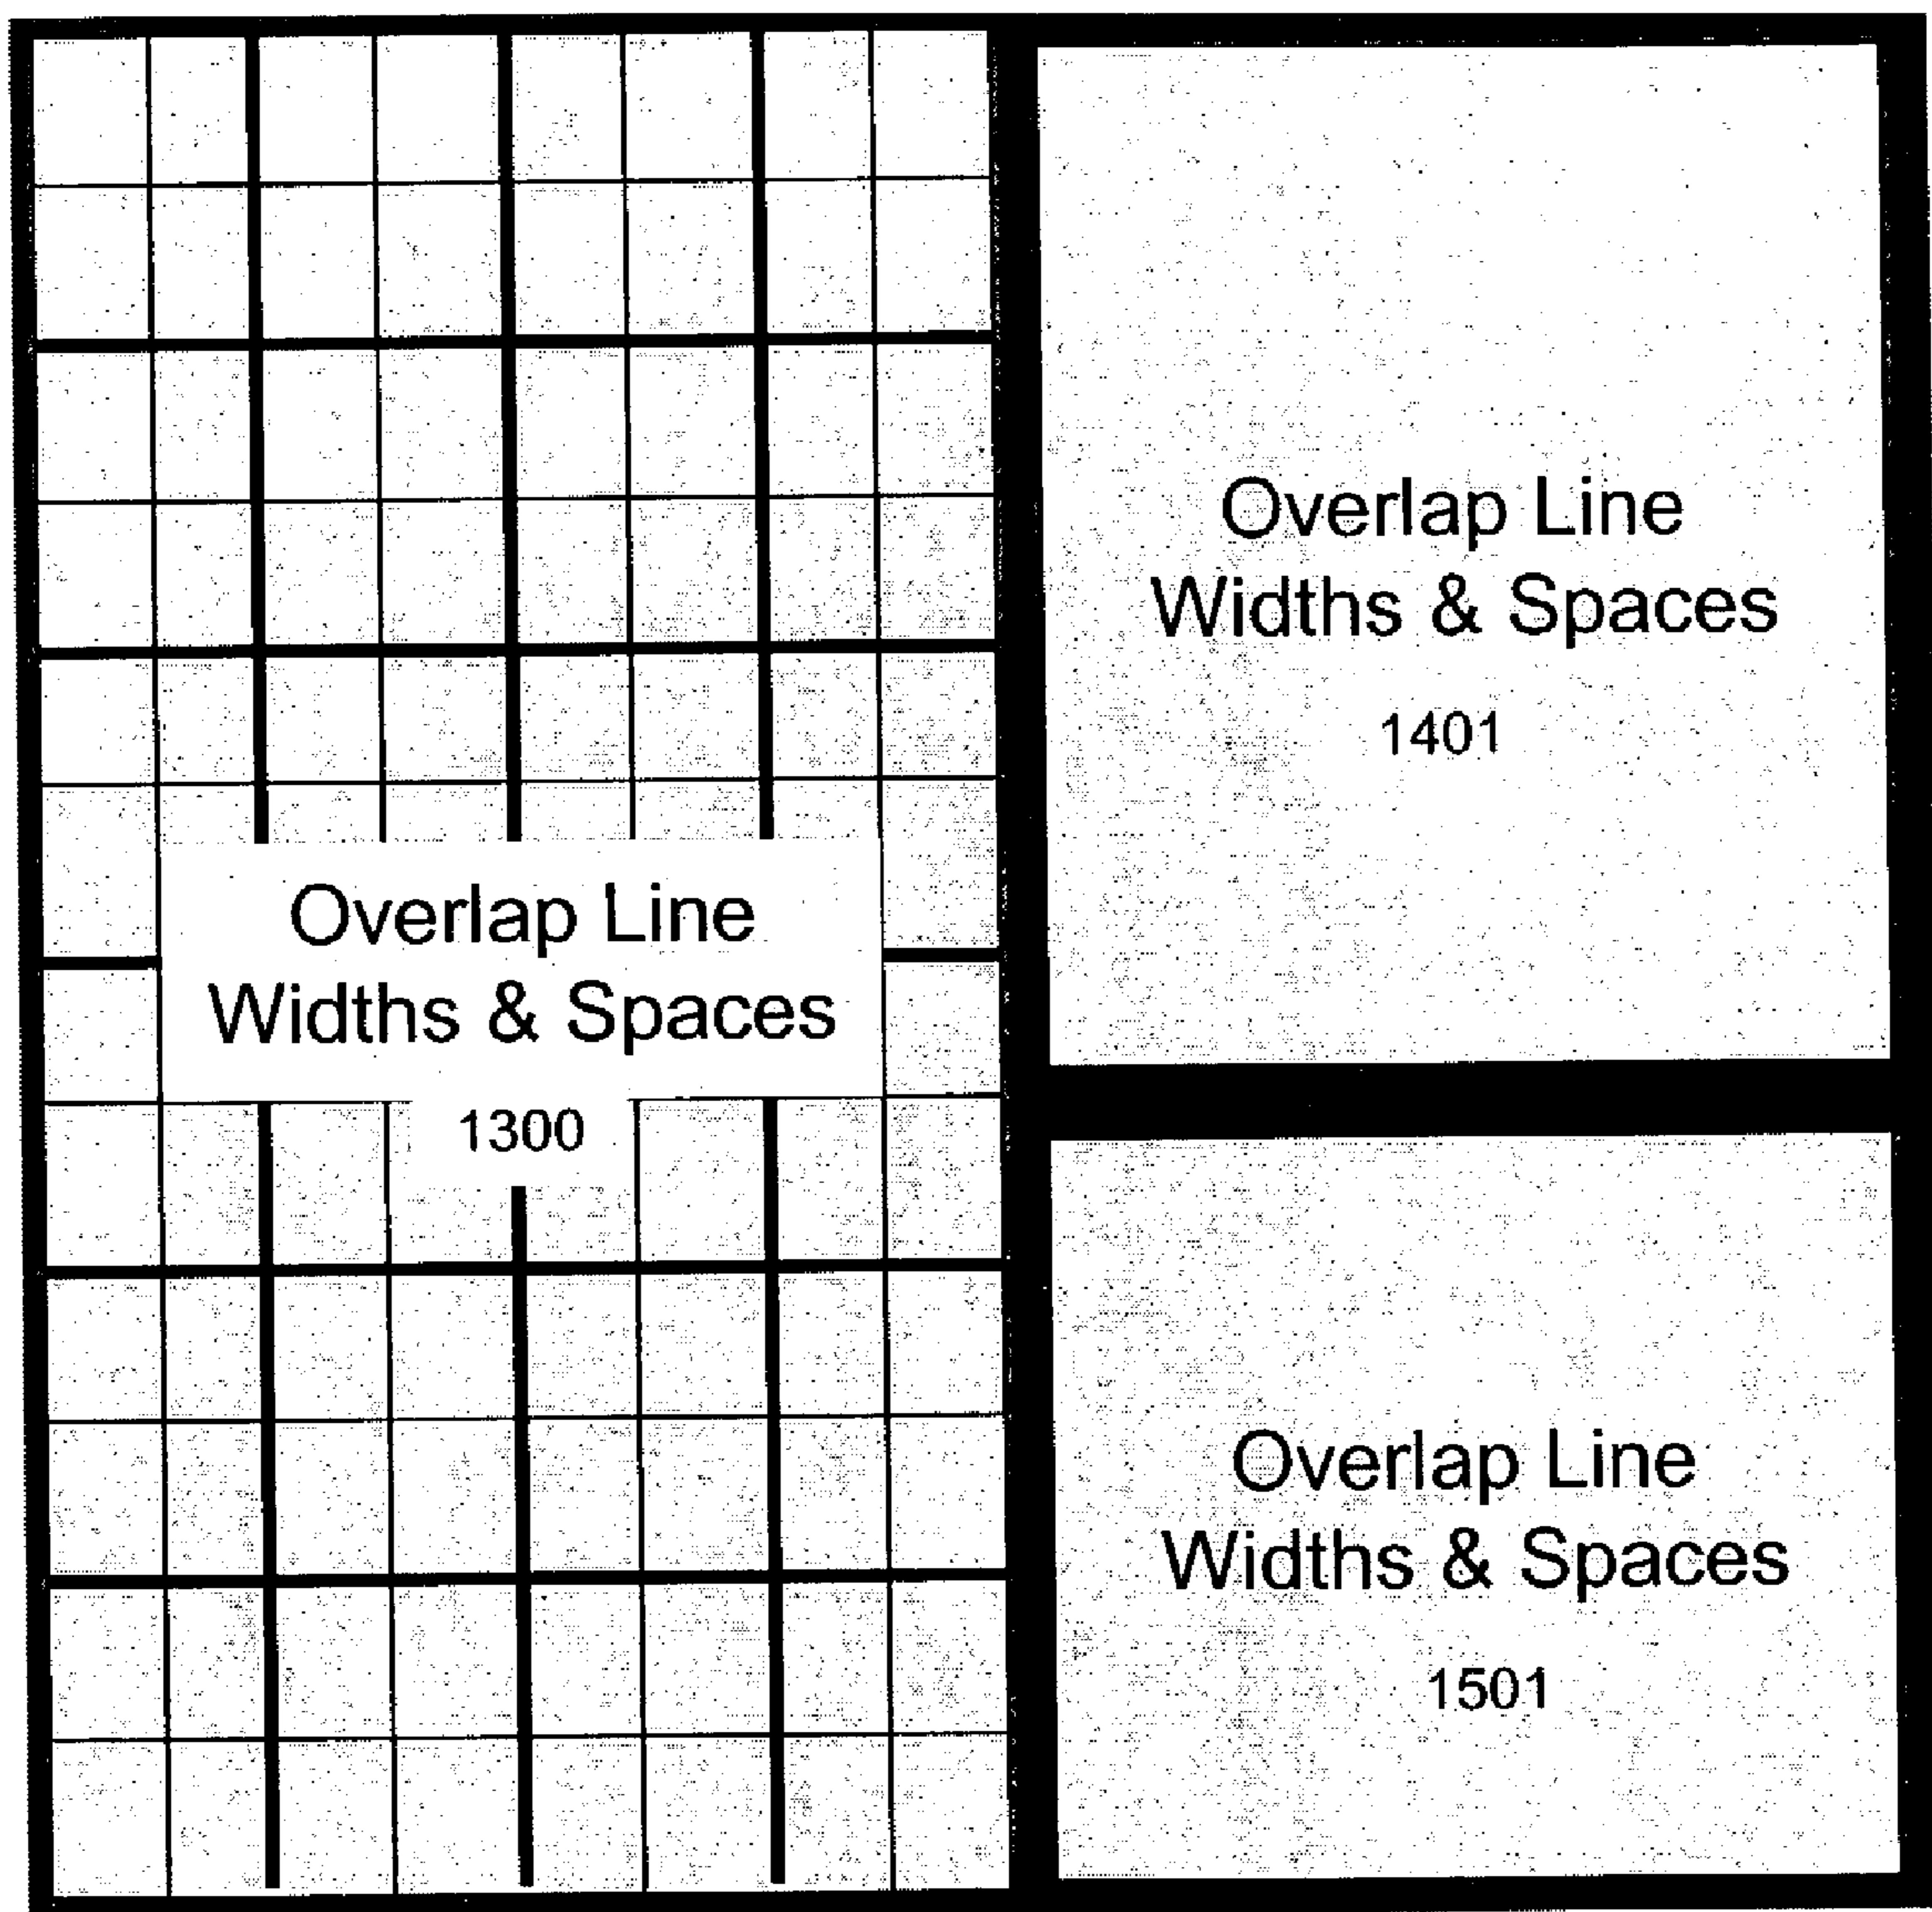 Overlap Line
Widths & Spaces
1300
Overlap Line
Widths & Spaces
1401
Overlap Line
Widths & Spaces
1501